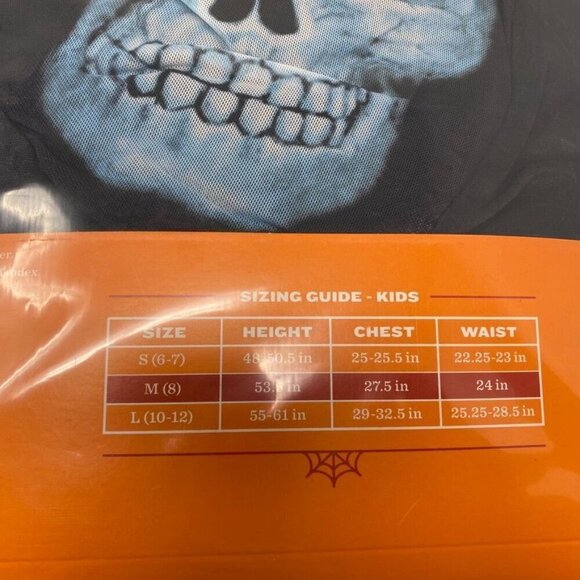 er.
SIZING GUIDE - KIDS
SIZE HEIGHT CHEST WAIST
S (6-7) 48-50.5 in 25-25.5 in 22.25-23 in
M (8) in 27.5 in 24 in
L (10-12) 55-61 in 29-32.5 in 25.25-28.5 in